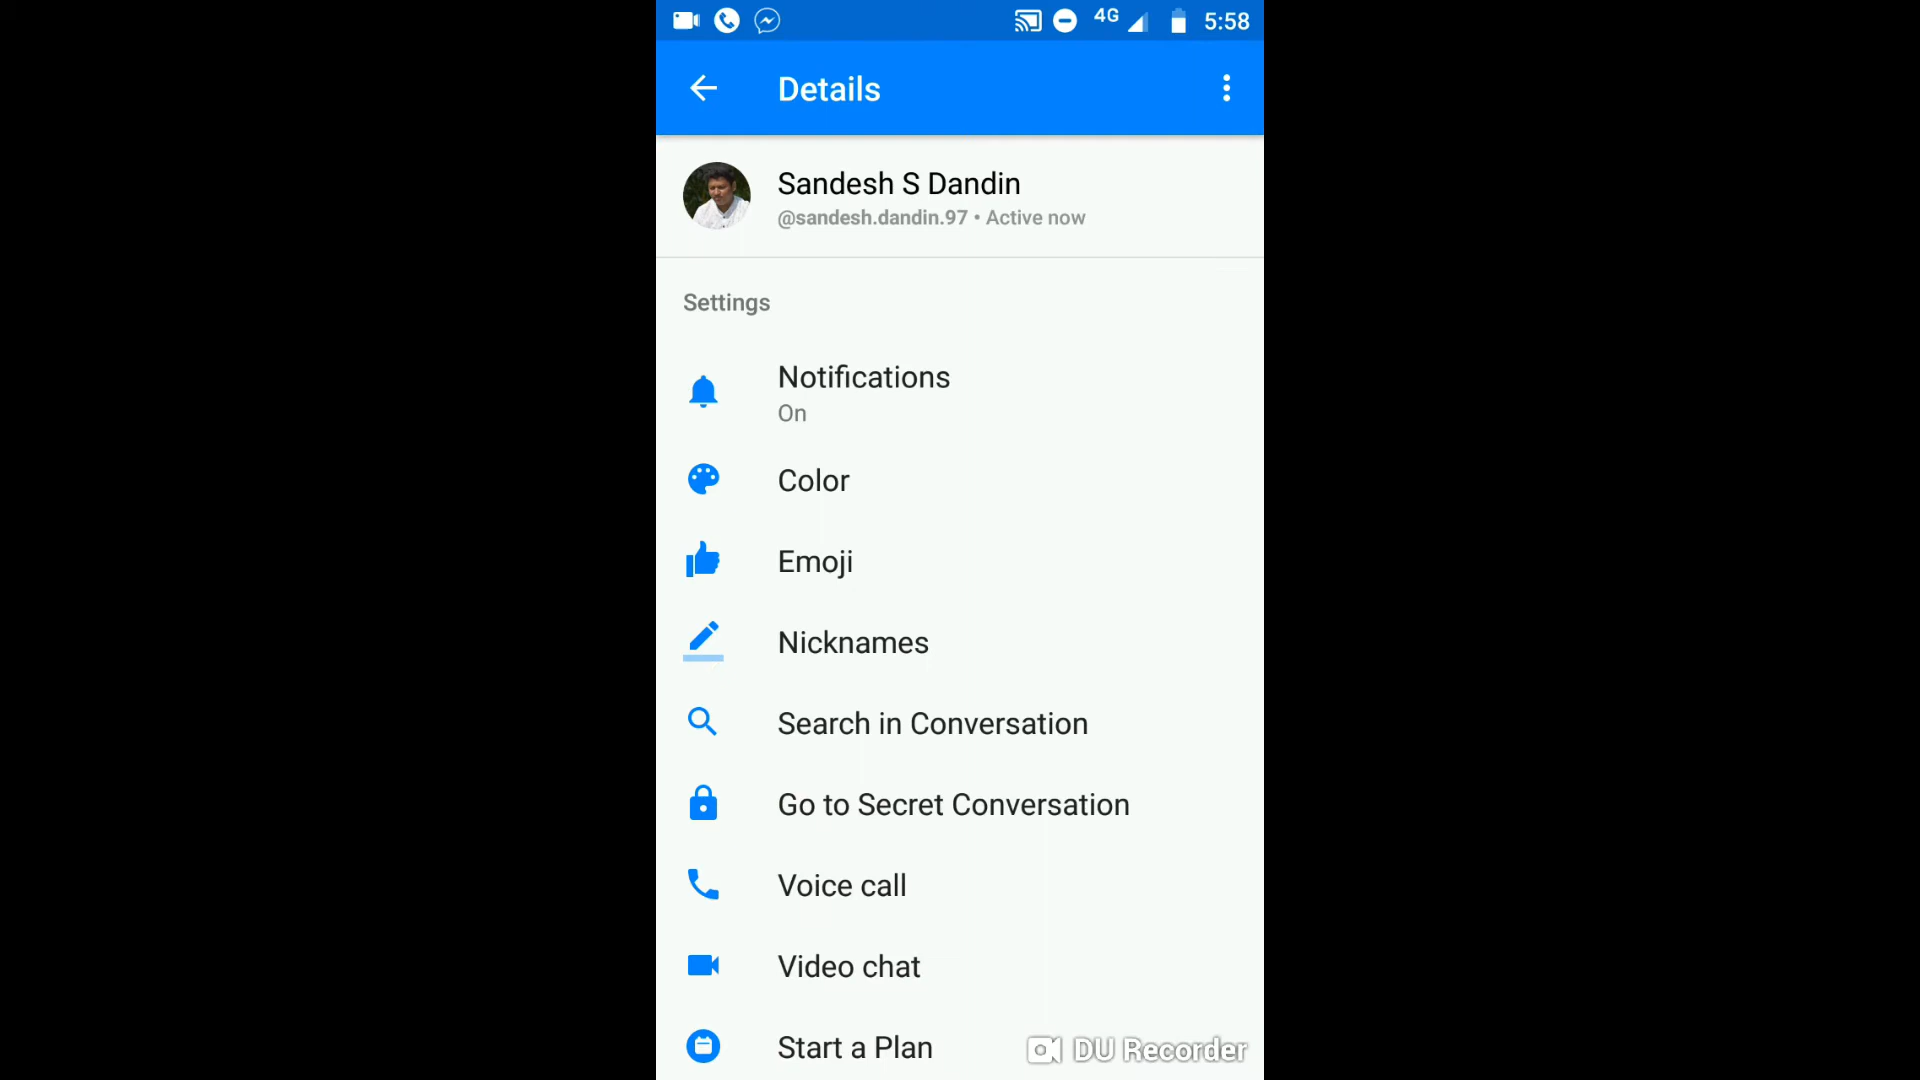 4G 5:58
Details
Sandesh S Dandin
@sandesh.dandin.97 • Active now
Settings
Notifications
On
Color
Emoji
Nicknames
Search in Conversation
Go to Secret Conversation
Voice call
Video chat
Start a Plan
DU Recorder